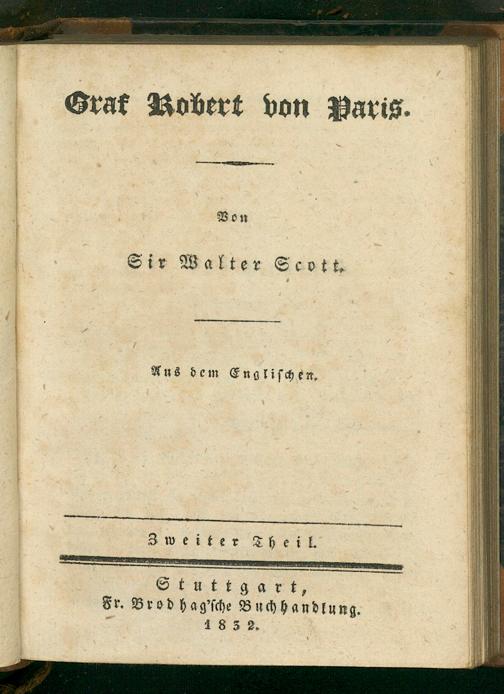 Graf Robert von Paris.
Von
Sir Walter Scott.
Aus dem Englischen.
Zweiter Theil.
Stuttgart,
Fr. Brodhag'sche Buchhandlung.
1832.